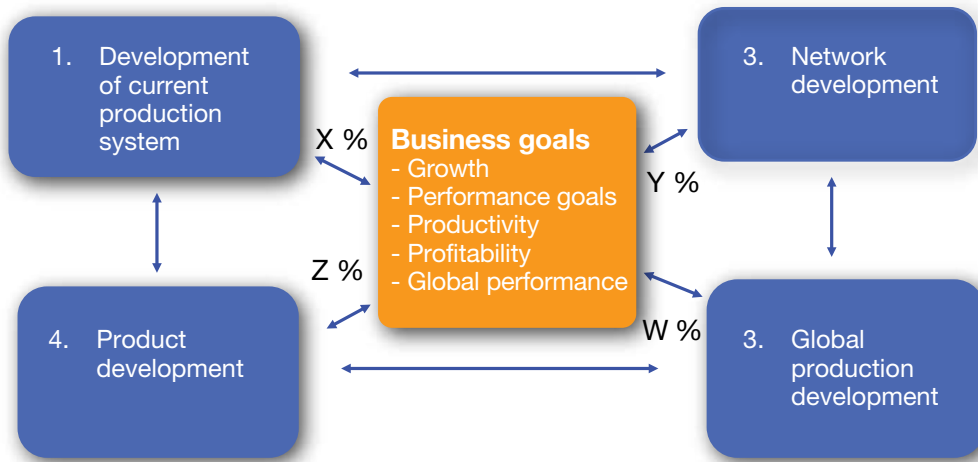 1. Development
of current
production
system
3. Network
development
X %
Business goals
- Growth
- Performance goals
- Productivity
- Profitability
- Global performance
Y %
Z %
W %
4. Product
development
3. Global
production
development